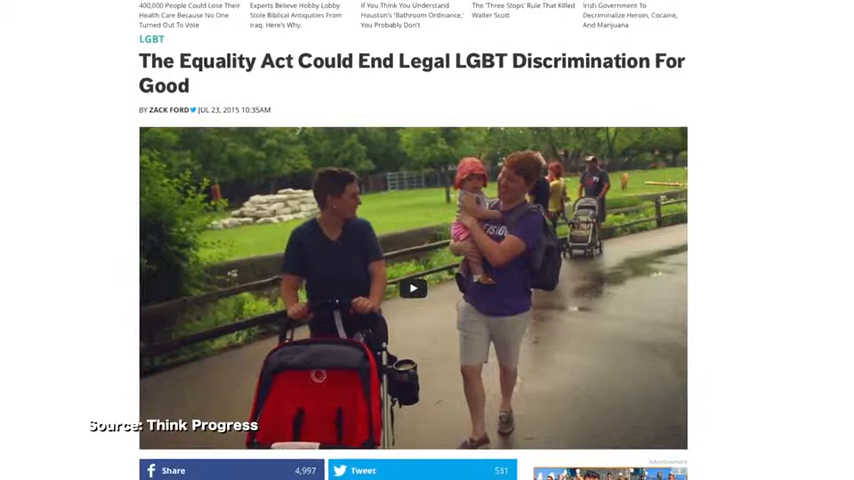 400,000 People Could Lose Their
Health Care Because No One
Turned Out To Vote
Experts Believe Hobby Lobby
Stole Biblical Antiquities From
Iraq. Here's Why.
If You Think You Understand
Houston's 'Bathroom Ordinance,'
You Probably Don't
The 'Three Stops' Rule That Killed
Walter Scott
Irish Government To
Decriminalize Heroin, Cocaine,
And Marijuana
LGBT
The Equality Act Could End Legal LGBT Discrimination For
Good
BY ZACK FORD JUL 23, 2015 10:35AM
Source: Think Progress
Share 4,997
Tweet 531
Advertisement